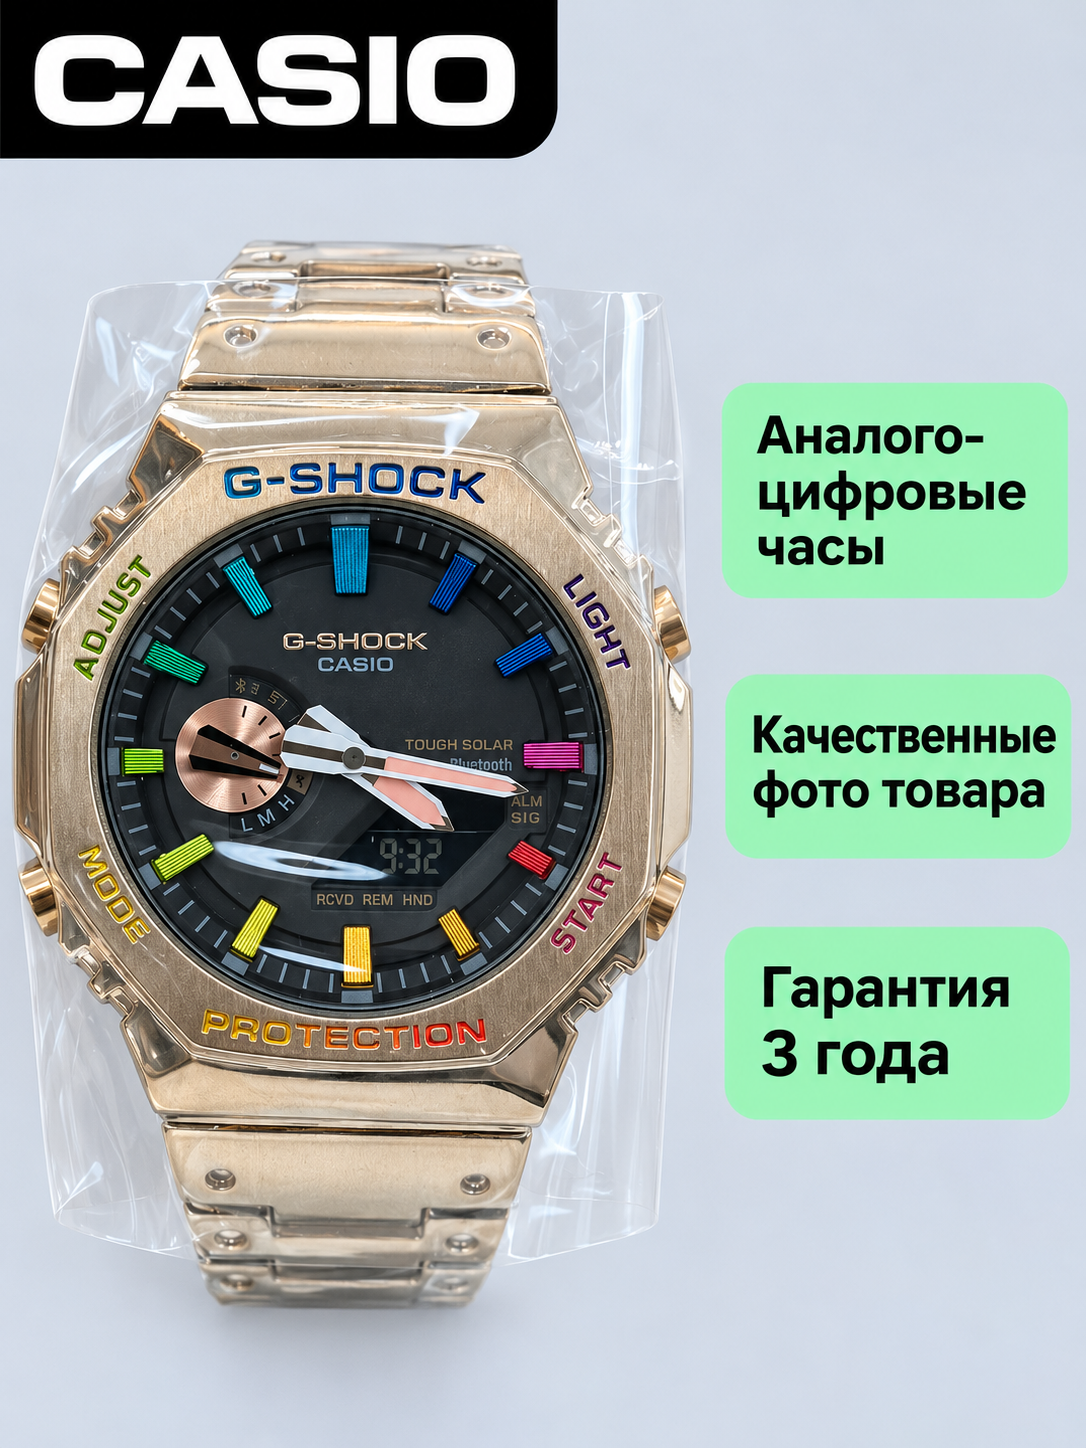 CASIO
G-SHOCK
ADJUST
LIGHT
G-SHOCK
CASIO
TOUGH SOLAR
Bluetooth
ALM
SIG
L M H
9:32
RCVD REM HND
MODE
START
PROTECTION
Аналого-
цифровые
часы
Качественные
фото товара
Гарантия
3 года